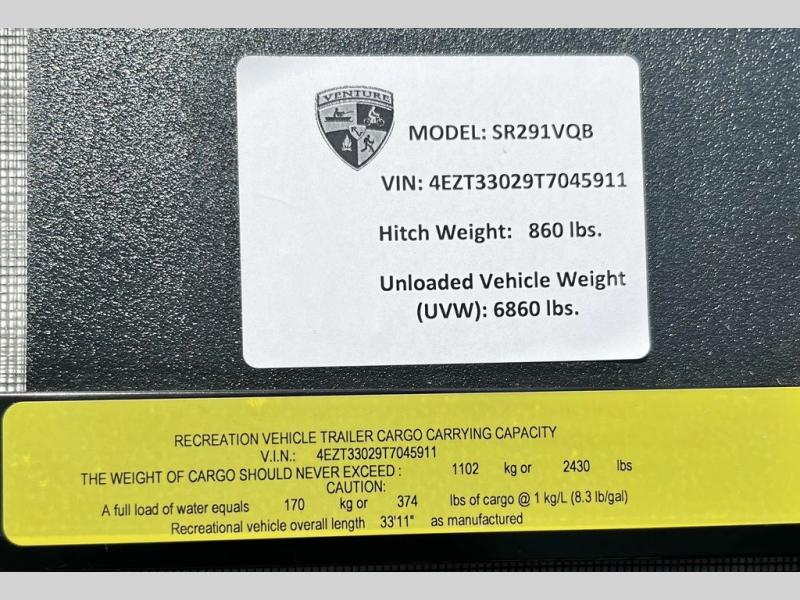 VENTURE
MODEL: SR291VQB
VIN: 4EZT33029T7045911
Hitch Weight: 860 lbs.
Unloaded Vehicle Weight
(UVW): 6860 lbs.
RECREATION VEHICLE TRAILER CARGO CARRYING CAPACITY
V.I.N.: 4EZT33029T7045911
THE WEIGHT OF CARGO SHOULD NEVER EXCEED : 1102 kg or 2430 lbs
CAUTION:
A full load of water equals 170 kg or 374 lbs of cargo @ 1 kg/L (8.3 lb/gal)
Recreational vehicle overall length 33'11" as manufactured